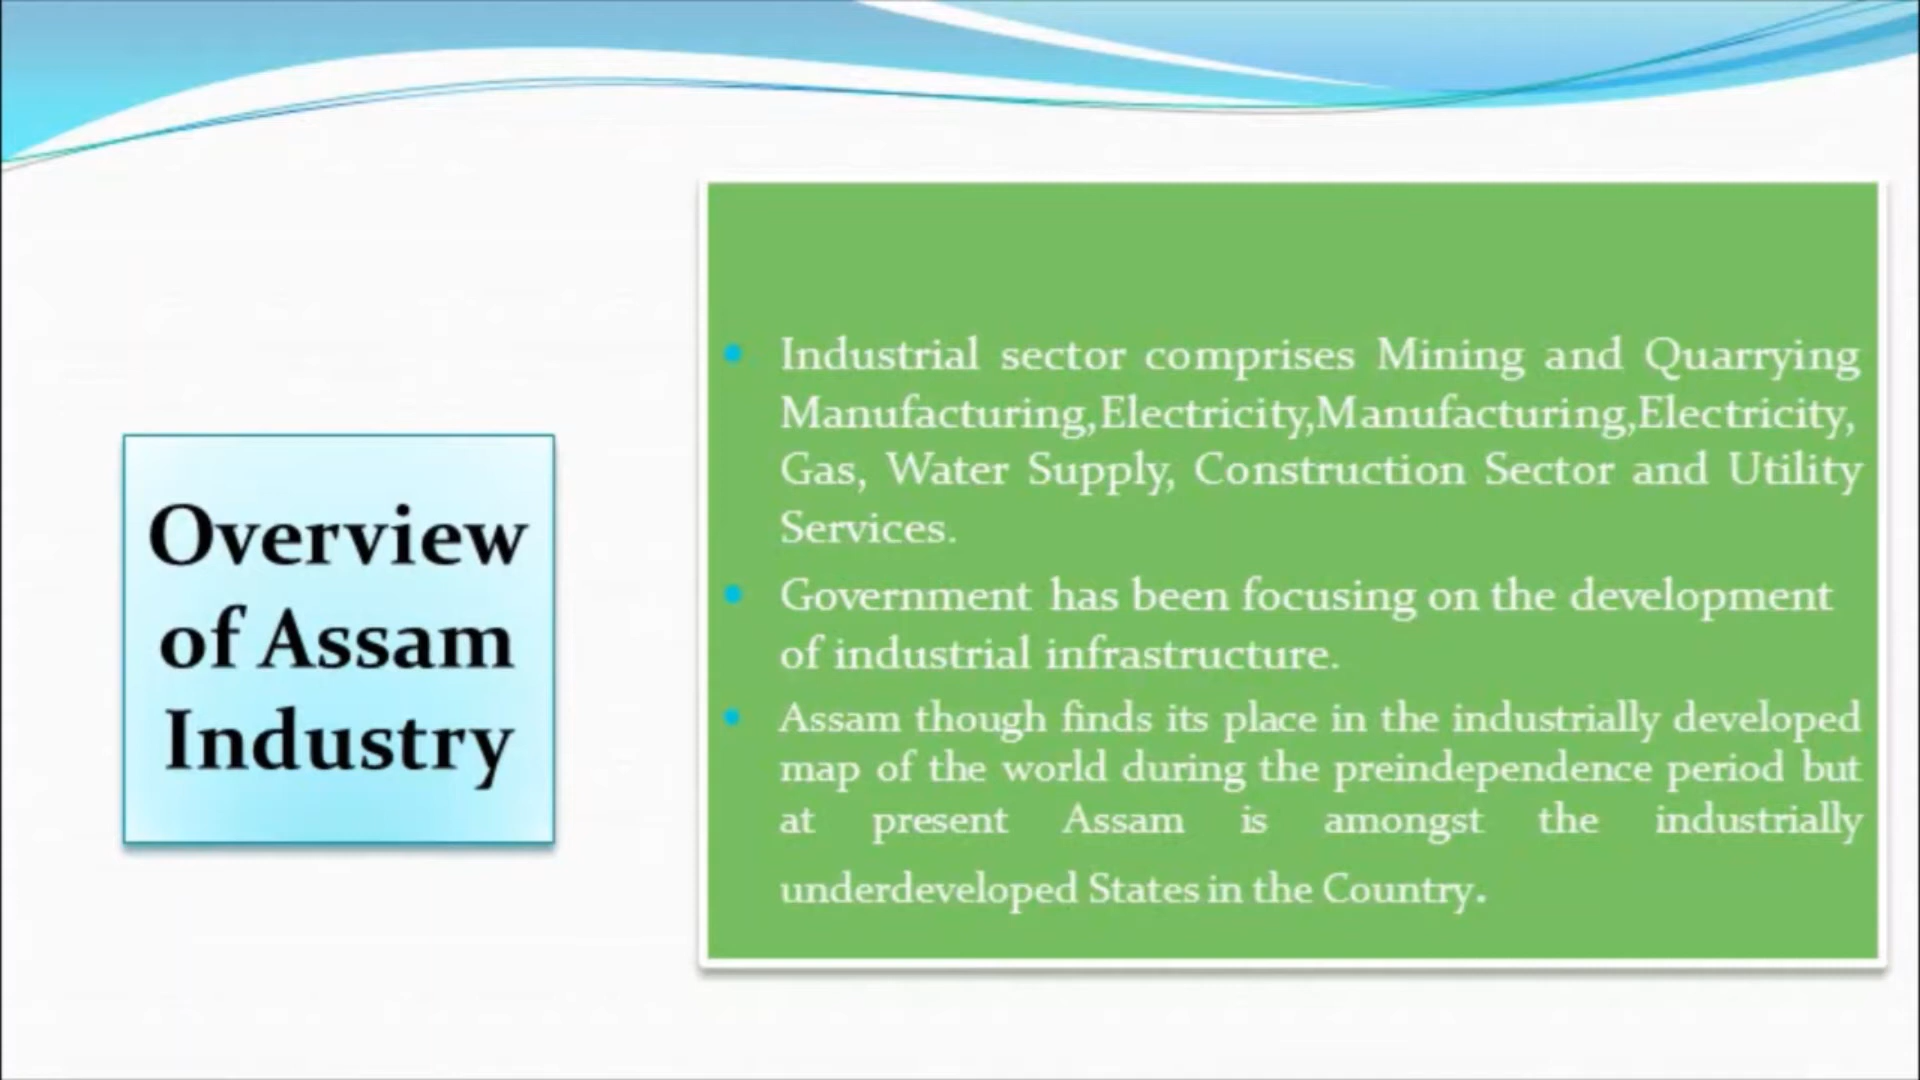 Overview
of Assam
Industry
Industrial sector comprises Mining and Quarrying
Manufacturing,Electricity,Manufacturing,Electricity,
Gas, Water Supply, Construction Sector and Utility
Services.
Government has been focusing on the development
of industrial infrastructure.
Assam though finds its place in the industrially developed
map of the world during the preindependence period but
at present Assam is amongst the industrially
underdeveloped States in the Country.